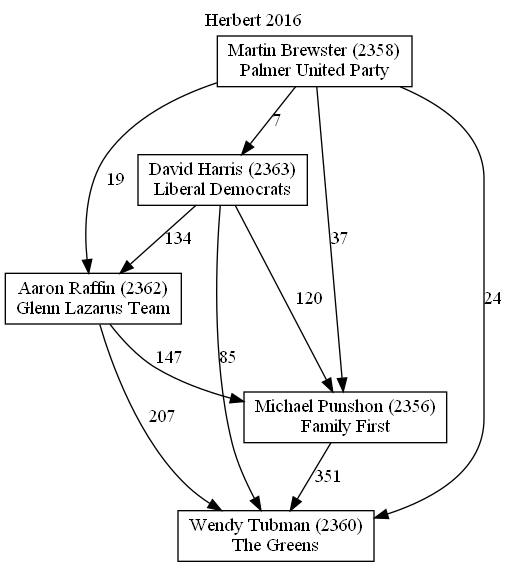 Herbert 2016
Martin Brewster (2358)
Palmer United Party
7
David Harris (2363)
Liberal Democrats
19
134
37
Aaron Raffin (2362)
Glenn Lazarus Team
120
24
147
85
Michael Punshon (2356)
Family First
207
351
Wendy Tubman (2360)
The Greens